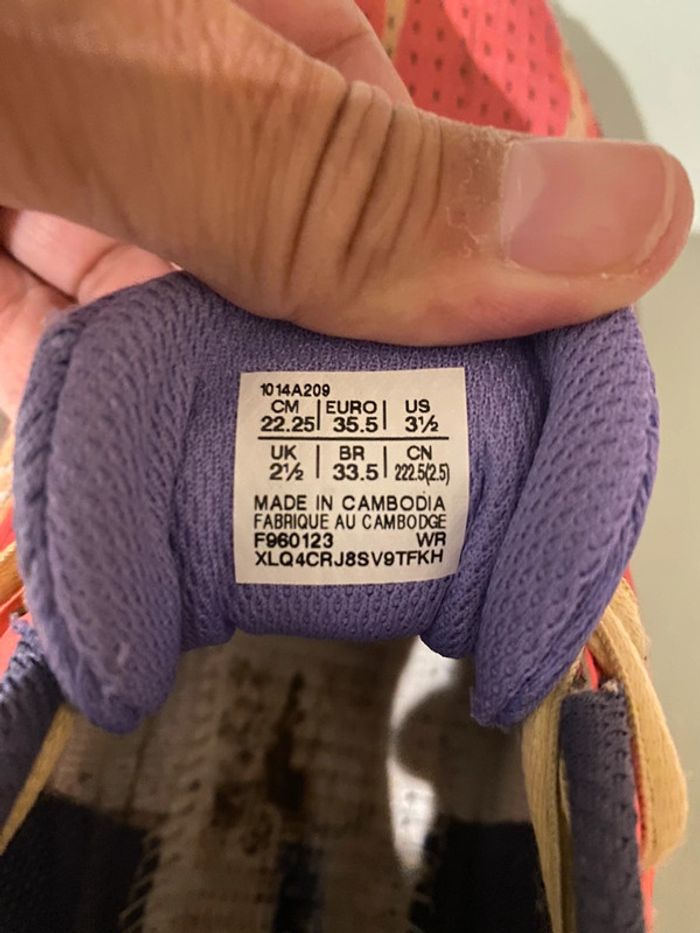 1014A209
CM | EURO | US
22.25 | 35.5 | 3½
UK | BR | CN
2½ | 33.5 | 222.5(2.5)
MADE IN CAMBODIA
FABRIQUE AU CAMBODGE
F960123 WR
XLQ4CRJ8SV9TFKH